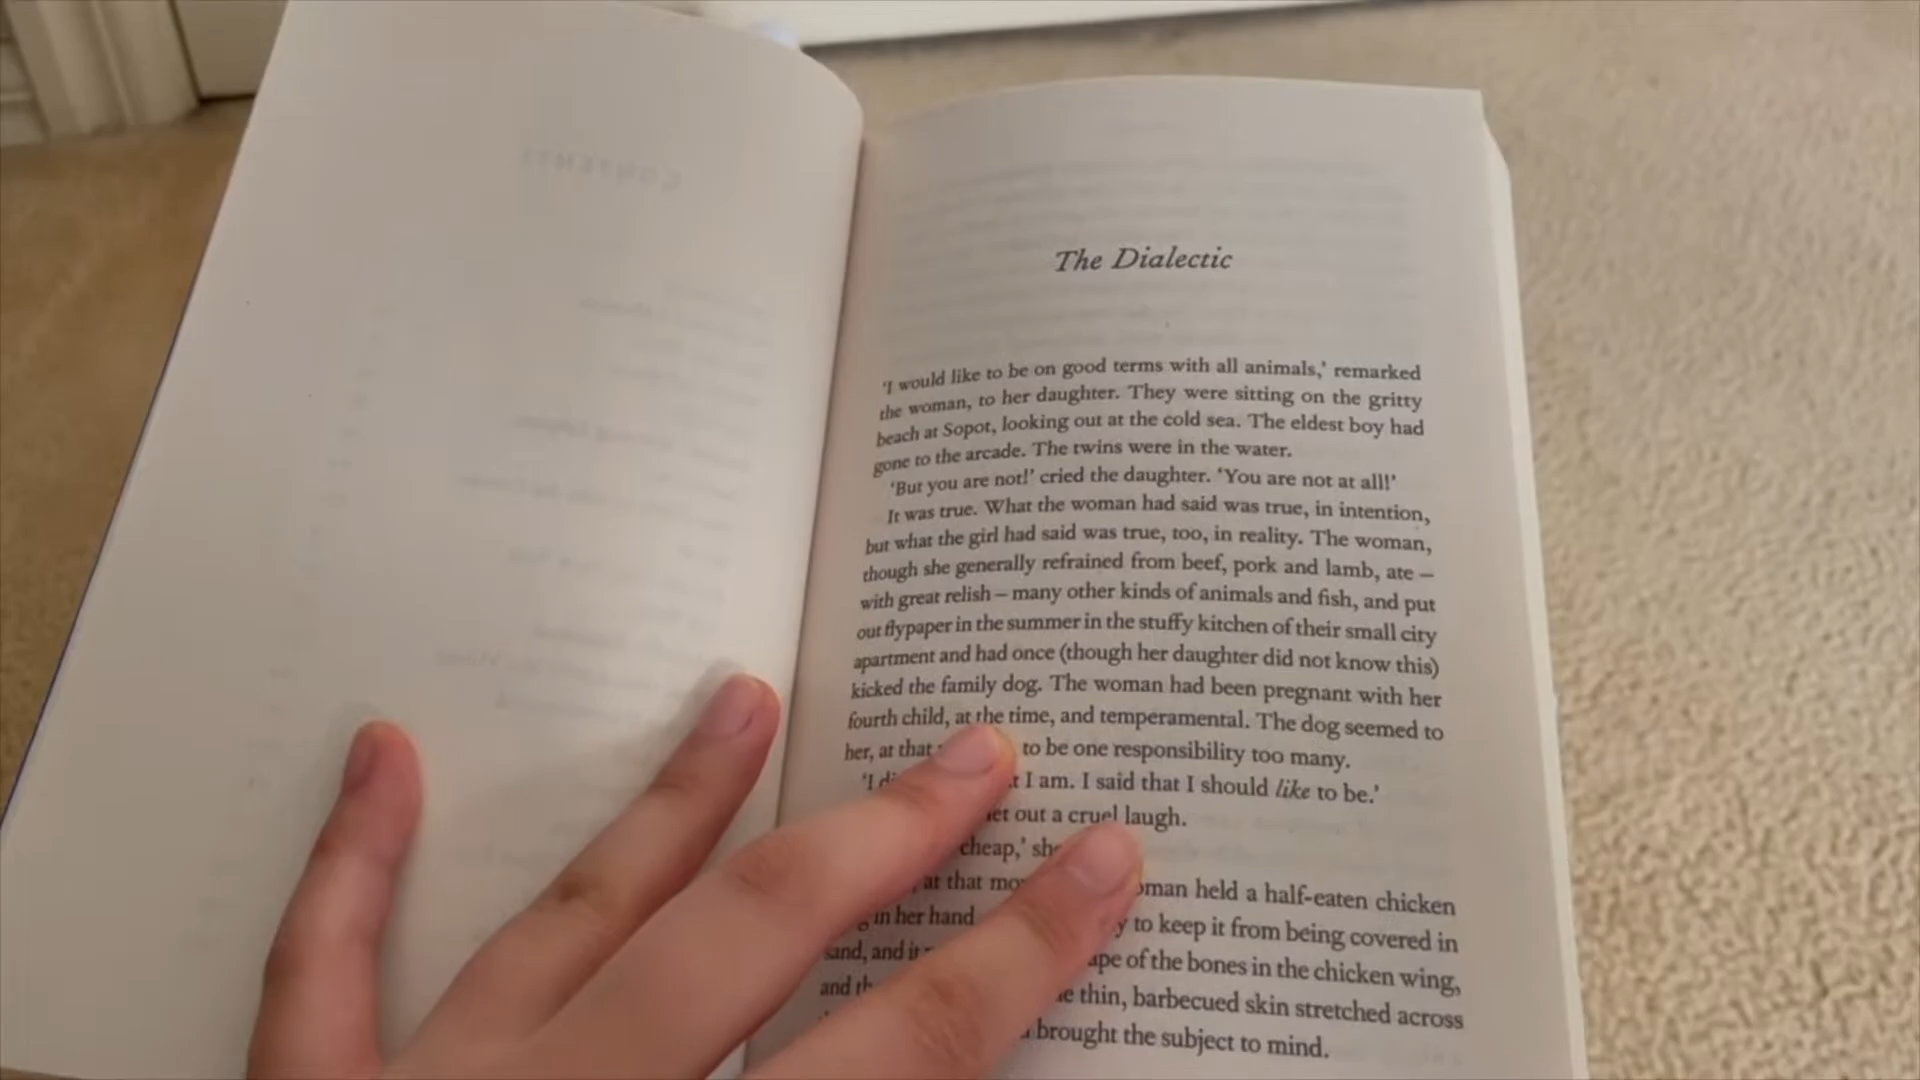 CONTENTS
The Dialectic
‘I would like to be on good terms with all animals,’ remarked
the woman, to her daughter. They were sitting on the gritty
beach at Sopot, looking out at the cold sea. The eldest boy had
gone to the arcade. The twins were in the water.
‘But you are not!’ cried the daughter. ‘You are not at all!’
It was true. What the woman had said was true, in intention,
but what the girl had said was true, too, in reality. The woman,
though she generally refrained from beef, pork and lamb, ate –
with great relish – many other kinds of animals and fish, and put
out flypaper in the summer in the stuffy kitchen of their small city
apartment and had once (though her daughter did not know this)
kicked the family dog. The woman had been pregnant with her
fourth child, at the time, and temperamental. The dog seemed to
her, at that to be one responsibility too many.
‘I I am. I said that I should like to be.’
out a cruel laugh.
cheap,’
at that held a half-eaten chicken
in her hand to keep it from being covered in
sand, and it of the bones in the chicken wing,
and thin, barbecued skin stretched across
brought the subject to mind.